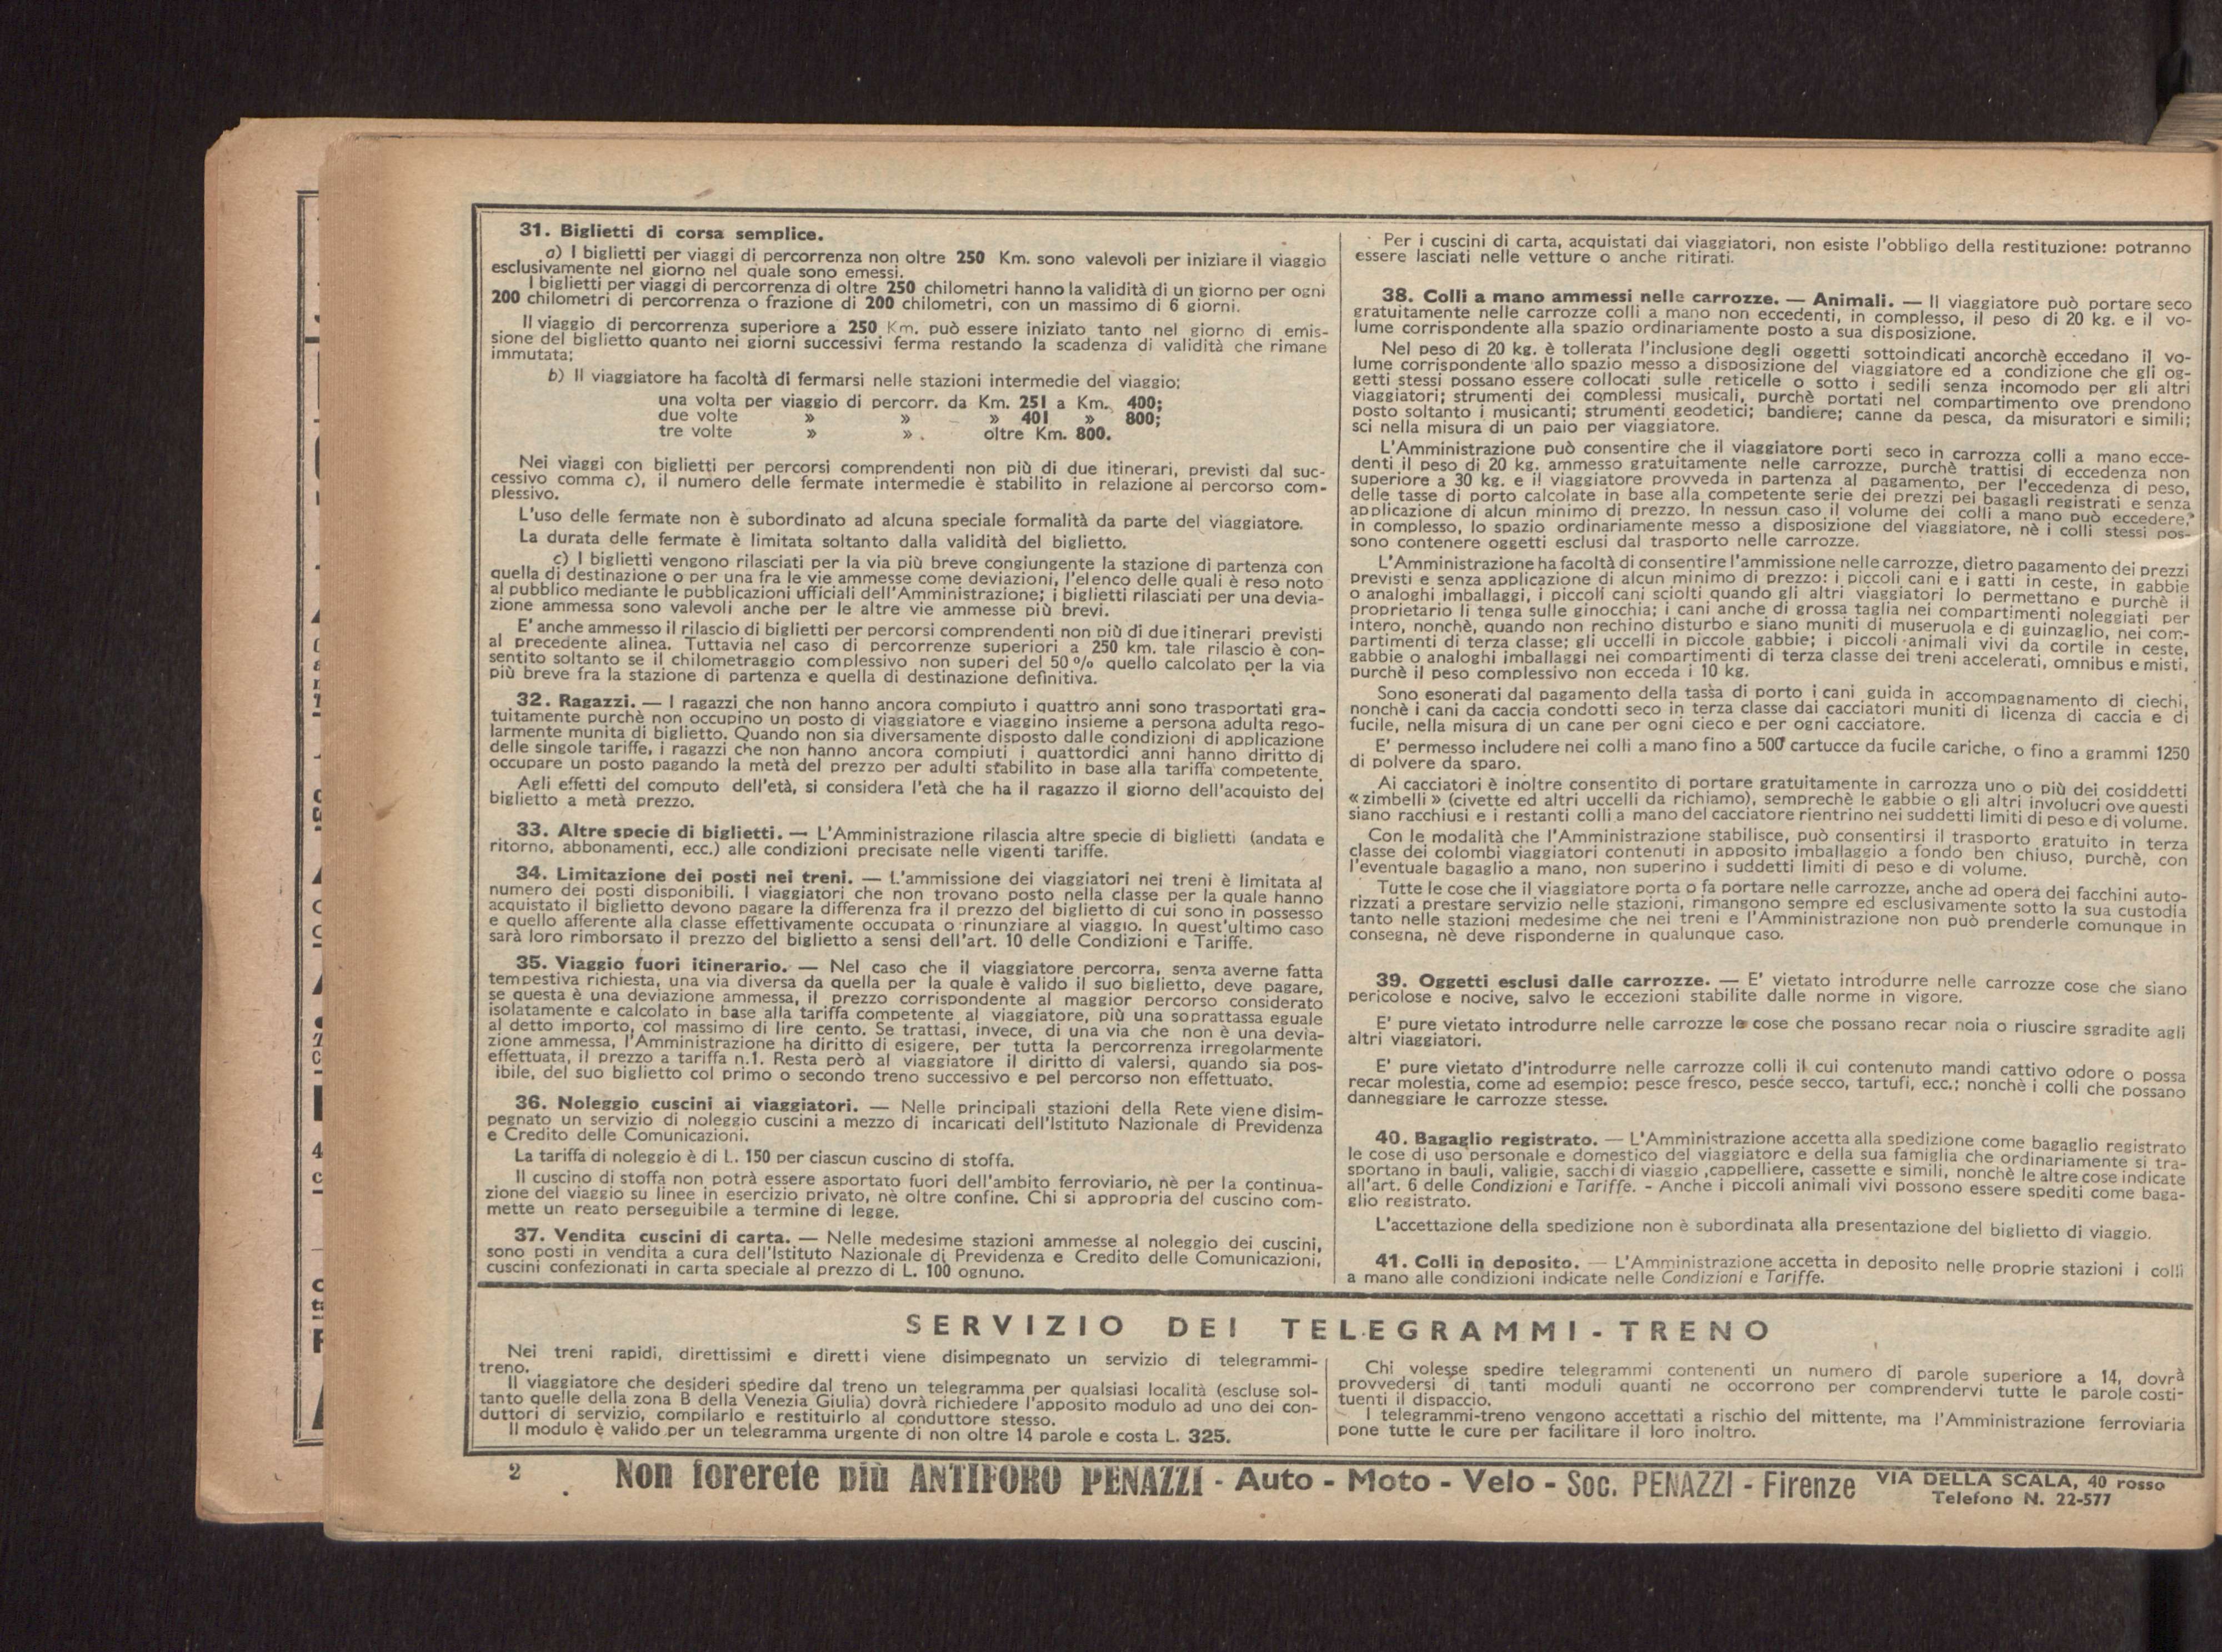 31. Biglietti di corsa semplice.
a) I biglietti per viaggi di percorrenza non oltre 250 Km. sono valevoli per iniziare il viaggio
esclusivamente nel giorno nel quale sono emessi.
I biglietti per viaggi di percorrenza di oltre 250 chilometri hanno la validità di un giorno per ogni
200 chilometri di percorrenza o frazione di 200 chilometri, con un massimo di 6 giorni.
Il viaggio di percorrenza superiore a 250 Km. può essere iniziato tanto nel giorno di emis-
sione del biglietto quanto nei giorni successivi ferma restando la scadenza di validità che rimane
immutata;
b) Il viaggiatore ha facoltà di fermarsi nelle stazioni intermedie del viaggio:
una volta per viaggio di percorr. da Km. 251 a Km. 400;
due volte » » » 401 » 800;
tre volte » » . oltre Km. 800.
Nei viaggi con biglietti per percorsi comprendenti non più di due itinerari, previsti dal suc-
cessivo comma c), il numero delle fermate intermedie è stabilito in relazione al percorso com-
plessivo.
L'uso delle fermate non è subordinato ad alcuna speciale formalità da parte del viaggiatore.
La durata delle fermate è limitata soltanto dalla validità del biglietto.
c) I biglietti vengono rilasciati per la via più breve congiungente la stazione di partenza con
quella di destinazione o per una fra le vie ammesse come deviazioni, l'elenco delle quali è reso noto
al pubblico mediante le pubblicazioni ufficiali dell'Amministrazione; i biglietti rilasciati per una devia-
zione ammessa sono valevoli anche per le altre vie ammesse più brevi.
E' anche ammesso il rilascio di biglietti per percorsi comprendenti non più di due itinerari previsti
al precedente alinea. Tuttavia nel caso di percorrenze superiori a 250 km. tale rilascio è con-
sentito soltanto se il chilometraggio complessivo non superi del 50 % quello calcolato per la via
più breve fra la stazione di partenza e quella di destinazione definitiva.
32. Ragazzi. — I ragazzi che non hanno ancora compiuto i quattro anni sono trasportati gra-
tuitamente purchè non occupino un posto di viaggiatore e viaggino insieme a persona adulta rego-
larmente munita di biglietto. Quando non sia diversamente disposto dalle condizioni di applicazione
delle singole tariffe, i ragazzi che non hanno ancora compiuti i quattordici anni hanno diritto di
occupare un posto pagando la metà del prezzo per adulti stabilito in base alla tariffa competente.
Agli effetti del computo dell'età, si considera l'età che ha il ragazzo il giorno dell'acquisto del
biglietto a metà prezzo.
33. Altre specie di biglietti. — L'Amministrazione rilascia altre specie di biglietti (andata e
ritorno, abbonamenti, ecc.) alle condizioni precisate nelle vigenti tariffe.
34. Limitazione dei posti nei treni. — L'ammissione dei viaggiatori nei treni è limitata al
numero dei posti disponibili. I viaggiatori che non trovano posto nella classe per la quale hanno
acquistato il biglietto devono pagare la differenza fra il prezzo del biglietto di cui sono in possesso
e quello afferente alla classe effettivamente occupata o rinunziare al viaggio. In quest'ultimo caso
sarà loro rimborsato il prezzo del biglietto a sensi dell'art. 10 delle Condizioni e Tariffe.
35. Viaggio fuori itinerario. — Nel caso che il viaggiatore percorra, senza averne fatta
tempestiva richiesta, una via diversa da quella per la quale è valido il suo biglietto, deve pagare,
se questa è una deviazione ammessa, il prezzo corrispondente al maggior percorso considerato
isolatamente e calcolato in base alla tariffa competente al viaggiatore, più una soprattassa eguale
al detto importo, col massimo di lire cento. Se trattasi, invece, di una via che non è una devia-
zione ammessa, l'Amministrazione ha diritto di esigere, per tutta la percorrenza irregolarmente
effettuata, il prezzo a tariffa n.1. Resta però al viaggiatore il diritto di valersi, quando sia pos-
ibile, del suo biglietto col primo o secondo treno successivo e pel percorso non effettuato.
36. Noleggio cuscini ai viaggiatori. — Nelle principali stazioni della Rete viene disim-
pegnato un servizio di noleggio cuscini a mezzo di incaricati dell'Istituto Nazionale di Previdenza
e Credito delle Comunicazioni.
La tariffa di noleggio è di L. 150 per ciascun cuscino di stoffa.
Il cuscino di stoffa non potrà essere asportato fuori dell'ambito ferroviario, nè per la continua-
zione del viaggio su linee in esercizio privato, nè oltre confine. Chi si appropria del cuscino com-
mette un reato perseguibile a termine di legge.
37. Vendita cuscini di carta. — Nelle medesime stazioni ammesse al noleggio dei cuscini,
sono posti in vendita a cura dell'Istituto Nazionale di Previdenza e Credito delle Comunicazioni,
cuscini confezionati in carta speciale al prezzo di L. 100 ognuno.
Per i cuscini di carta, acquistati dai viaggiatori, non esiste l'obbligo della restituzione: potranno
essere lasciati nelle vetture o anche ritirati.
38. Colli a mano ammessi nelle carrozze. — Animali. — Il viaggiatore può portare seco
gratuitamente nelle carrozze colli a mano non eccedenti, in complesso, il peso di 20 kg. e il vo-
lume corrispondente alla spazio ordinariamente posto a sua disposizione.
Nel peso di 20 kg. è tollerata l'inclusione degli oggetti sottoindicati ancorchè eccedano il vo-
lume corrispondente allo spazio messo a disposizione del viaggiatore ed a condizione che gli og-
getti stessi possano essere collocati sulle reticelle o sotto i sedili senza incomodo per gli altri
viaggiatori; strumenti dei complessi musicali, purchè portati nel compartimento ove prendono
posto soltanto i musicanti; strumenti geodetici; bandiere; canne da pesca, da misuratori e simili;
sci nella misura di un paio per viaggiatore.
L'Amministrazione può consentire che il viaggiatore porti seco in carrozza colli a mano ecce-
denti il peso di 20 kg. ammesso gratuitamente nelle carrozze, purchè trattisi di eccedenza non
superiore a 30 kg. e il viaggiatore provveda in partenza al pagamento, per l'eccedenza di peso,
delle tasse di porto calcolate in base alla competente serie dei prezzi pei bagagli registrati e senza
applicazione di alcun minimo di prezzo. In nessun caso il volume dei colli a mano può eccedere,
in complesso, lo spazio ordinariamente messo a disposizione del viaggiatore, nè i colli stessi pos-
sono contenere oggetti esclusi dal trasporto nelle carrozze.
L'Amministrazione ha facoltà di consentire l'ammissione nelle carrozze, dietro pagamento dei prezzi
previsti e senza applicazione di alcun minimo di prezzo: i piccoli cani e i gatti in ceste, in gabbie
o analoghi imballaggi, i piccoli cani sciolti quando gli altri viaggiatori lo permettano e purchè il
proprietario li tenga sulle ginocchia; i cani anche di grossa taglia nei compartimenti noleggiati per
intero, nonchè, quando non rechino disturbo e siano muniti di museruola e di guinzaglio, nei com-
partimenti di terza classe; gli uccelli in piccole gabbie; i piccoli animali vivi da cortile in ceste,
gabbie o analoghi imballaggi nei compartimenti di terza classe dei treni accelerati, omnibus e misti,
purchè il peso complessivo non ecceda i 10 kg.
Sono esonerati dal pagamento della tassa di porto i cani guida in accompagnamento di ciechi,
nonchè i cani da caccia condotti seco in terza classe dai cacciatori muniti di licenza di caccia e di
fucile, nella misura di un cane per ogni cieco e per ogni cacciatore.
E' permesso includere nei colli a mano fino a 500 cartucce da fucile cariche, o fino a grammi 1250
di polvere da sparo.
Ai cacciatori è inoltre consentito di portare gratuitamente in carrozza uno o più dei cosiddetti
« zimbelli » (civette ed altri uccelli da richiamo), semprechè le gabbie o gli altri involucri ove questi
siano racchiusi e i restanti colli a mano del cacciatore rientrino nei suddetti limiti di peso e di volume.
Con le modalità che l'Amministrazione stabilisce, può consentirsi il trasporto gratuito in terza
classe dei colombi viaggiatori contenuti in apposito imballaggio a fondo ben chiuso, purchè, con
l'eventuale bagaglio a mano, non superino i suddetti limiti di peso e di volume.
Tutte le cose che il viaggiatore porta o fa portare nelle carrozze, anche ad opera dei facchini auto-
rizzati a prestare servizio nelle stazioni, rimangono sempre ed esclusivamente sotto la sua custodia
tanto nelle stazioni medesime che nei treni e l'Amministrazione non può prenderle comunque in
consegna, nè deve risponderne in qualunque caso.
39. Oggetti esclusi dalle carrozze. — E' vietato introdurre nelle carrozze cose che siano
pericolose e nocive, salvo le eccezioni stabilite dalle norme in vigore.
E' pure vietato introdurre nelle carrozze le cose che possano recar noia o riuscire sgradite agli
altri viaggiatori.
E' pure vietato d'introdurre nelle carrozze colli il cui contenuto mandi cattivo odore o possa
recar molestia, come ad esempio: pesce fresco, pesce secco, tartufi, ecc.; nonchè i colli che possano
danneggiare le carrozze stesse.
40. Bagaglio registrato. — L'Amministrazione accetta alla spedizione come bagaglio registrato
le cose di uso personale e domestico del viaggiatore e della sua famiglia che ordinariamente si tra-
sportano in bauli, valigie, sacchi di viaggio ,cappelliere, cassette e simili, nonchè le altre cose indicate
all'art. 6 delle Condizioni e Tariffe. - Anche i piccoli animali vivi possono essere spediti come baga-
glio registrato.
L'accettazione della spedizione non è subordinata alla presentazione del biglietto di viaggio.
41. Colli in deposito. — L'Amministrazione accetta in deposito nelle proprie stazioni i colli
a mano alle condizioni indicate nelle Condizioni e Tariffe.
SERVIZIO DEI TELEGRAMMI - TRENO
Nei treni rapidi, direttissimi e diretti viene disimpegnato un servizio di telegrammi-
treno.
Il viaggiatore che desideri spedire dal treno un telegramma per qualsiasi località (escluse sol-
tanto quelle della zona B della Venezia Giulia) dovrà richiedere l'apposito modulo ad uno dei con-
duttori di servizio, compilarlo e restituirlo al conduttore stesso.
Il modulo è valido per un telegramma urgente di non oltre 14 parole e costa L. 325.
Chi volesse spedire telegrammi contenenti un numero di parole superiore a 14, dovrà
provvedersi di tanti moduli quanti ne occorrono per comprendervi tutte le parole costi-
tuenti il dispaccio.
I telegrammi-treno vengono accettati a rischio del mittente, ma l'Amministrazione ferroviaria
pone tutte le cure per facilitare il loro inoltro.
2 Non forerete più ANTIFORO PENAZZI - Auto - Moto - Velo - Soc. PENAZZI - Firenze VIA DELLA SCALA, 40 rosso
Telefono N. 22-577